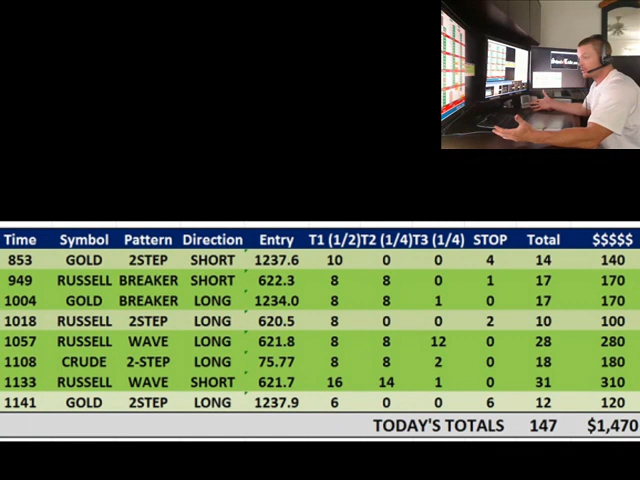 Time Symbol Pattern Direction Entry T1 (1/2) T2 (1/4) T3 (1/4) STOP Total $$$$$
853 GOLD 2STEP SHORT 1237.6 10 0 0 4 14 140
949 RUSSELL BREAKER SHORT 622.3 8 8 0 1 17 170
1004 GOLD BREAKER LONG 1234.0 8 8 1 0 17 170
1018 RUSSELL 2STEP LONG 620.5 8 0 0 2 10 100
1057 RUSSELL WAVE LONG 621.8 8 8 12 0 28 280
1108 CRUDE 2-STEP LONG 75.77 8 8 2 0 18 180
1133 RUSSELL WAVE SHORT 621.7 16 14 1 0 31 310
1141 GOLD 2STEP LONG 1237.9 6 0 0 6 12 120
TODAY'S TOTALS 147 $1,470